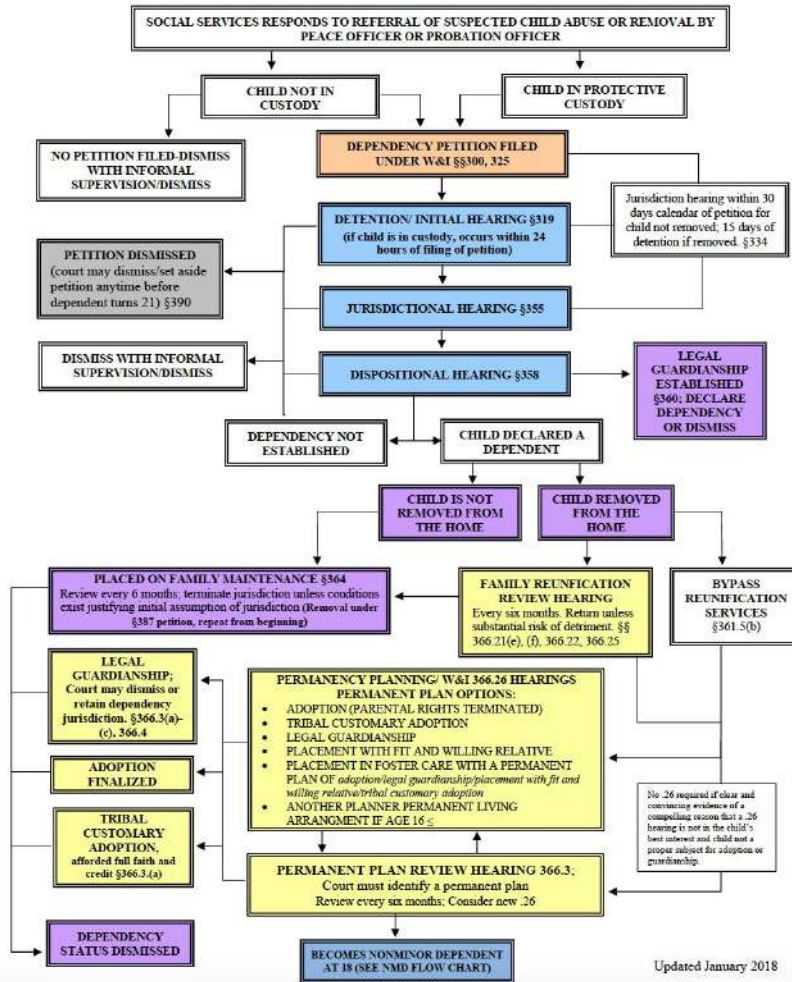 SOCIAL SERVICES RESPONDS TO REFERRAL OF SUSPECTED CHILD ABUSE OR REMOVAL BY
PEACE OFFICER OR PROBATION OFFICER
CHILD NOT IN
CUSTODY
CHILD IN PROTECTIVE
CUSTODY
NO PETITION FILED-DISMISS
WITH INFORMAL
SUPERVISION/DISMISS
DEPENDENCY PETITION FILED
UNDER W&I §§300, 325
Jurisdiction hearing within 30
days calendar of petition for
child not removed; 15 days of
detention if removed. §334
DETENTION/ INITIAL HEARING §319
(if child is in custody, occurs within 24
hours of filing of petition)
PETITION DISMISSED
(court may dismiss/set aside
petition anytime before
dependent turns 21) §390
JURISDICTIONAL HEARING §355
DISMISS WITH INFORMAL
SUPERVISION/DISMISS
DISPOSITIONAL HEARING §358
LEGAL
GUARDIANSHIP
ESTABLISHED
§360; DECLARE
DEPENDENCY
OR DISMISS
DEPENDENCY NOT
ESTABLISHED
CHILD DECLARED A
DEPENDENT
CHILD IS NOT
REMOVED FROM
THE HOME
CHILD REMOVED
FROM THE
HOME
PLACED ON FAMILY MAINTENANCE §364
Review every 6 months; terminate jurisdiction unless conditions
exist justifying initial assumption of jurisdiction (Removal under
§387 petition, repeat from beginning)
FAMILY REUNFICATION
REVIEW HEARING
Every six months. Return unless
substantial risk of detriment. §§
366.21(e), (f), 366.22, 366.25
BYPASS
REUNIFICATION
SERVICES
§361.5(b)
LEGAL
GUARDIANSHIP;
Court may dismiss or
retain dependency
jurisdiction. §366.3(a)-
(c), 366.4
PERMANCY PLANNING/ W&I 366.26 HEARINGS
PERMANENT PLAN OPTIONS:
• ADOPTION (PARENTAL RIGHTS TERMINATED)
• TRIBAL CUSTOMARY ADOPTION
• LEGAL GUARDIANSHIP
• PLACEMENT WITH FIT AND WILLING RELATIVE
• PLACEMENT IN FOSTER CARE WITH A PERMANENT
PLAN OF adoption/legal guardianship/placement with fit and
willing relative/tribal customary adoption
• ANOTHER PLANNER PERMANENT LIVING
ARRANGMENT IF AGE 16 ≤
ADOPTION
FINALIZED
TRIBAL
CUSTOMARY
ADOPTION,
afforded full faith and
credit §366.3.(a)
No .26 required if clear and
convincing evidence of a
compelling reason that a .26
hearing is not in the child's
best interest and child not a
proper subject for adoption or
guardianship.
PERMANENT PLAN REVIEW HEARING 366.3;
Court must identify a permanent plan
Review every six months; Consider new .26
DEPENDENCY
STATUS DISMISSED
BECOMES NONMINOR DEPENDENT
AT 18 (SEE NMD FLOW CHART)
Updated January 2018